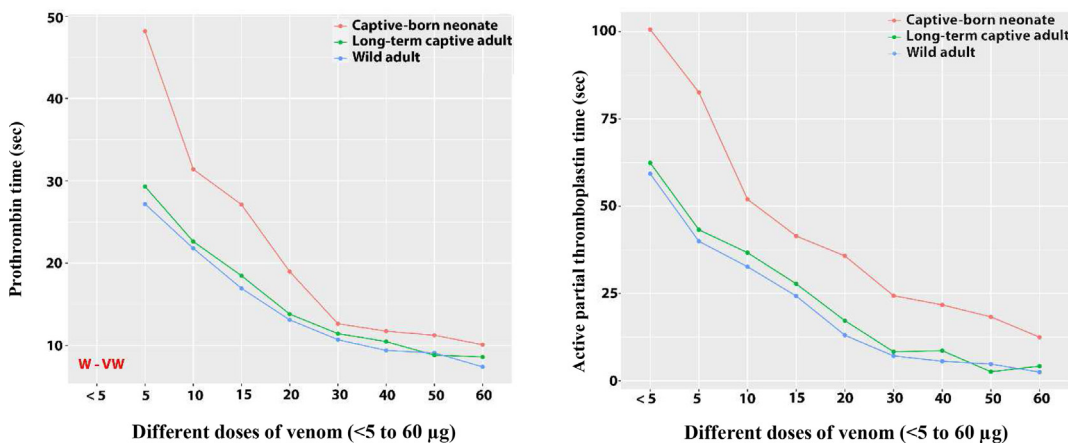 50
40
30
20
10
Prothrombin time (sec)
Captive-born neonate
Long-term captive adult
Wild adult
W - VW
< 5 5 10 15 20 30 40 50 60
Different doses of venom (<5 to 60 µg)
100
75
50
25
0
Active partial thromboplastin time (sec)
Captive-born neonate
Long-term captive adult
Wild adult
< 5 5 10 15 20 30 40 50 60
Different doses of venom (<5 to 60 µg)